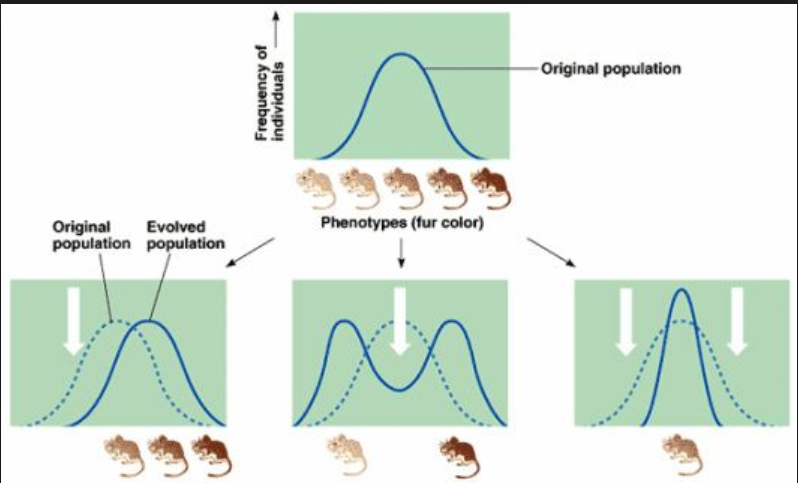 Frequency of
individuals
Original population
Phenotypes (fur color)
Original
population
Evolved
population